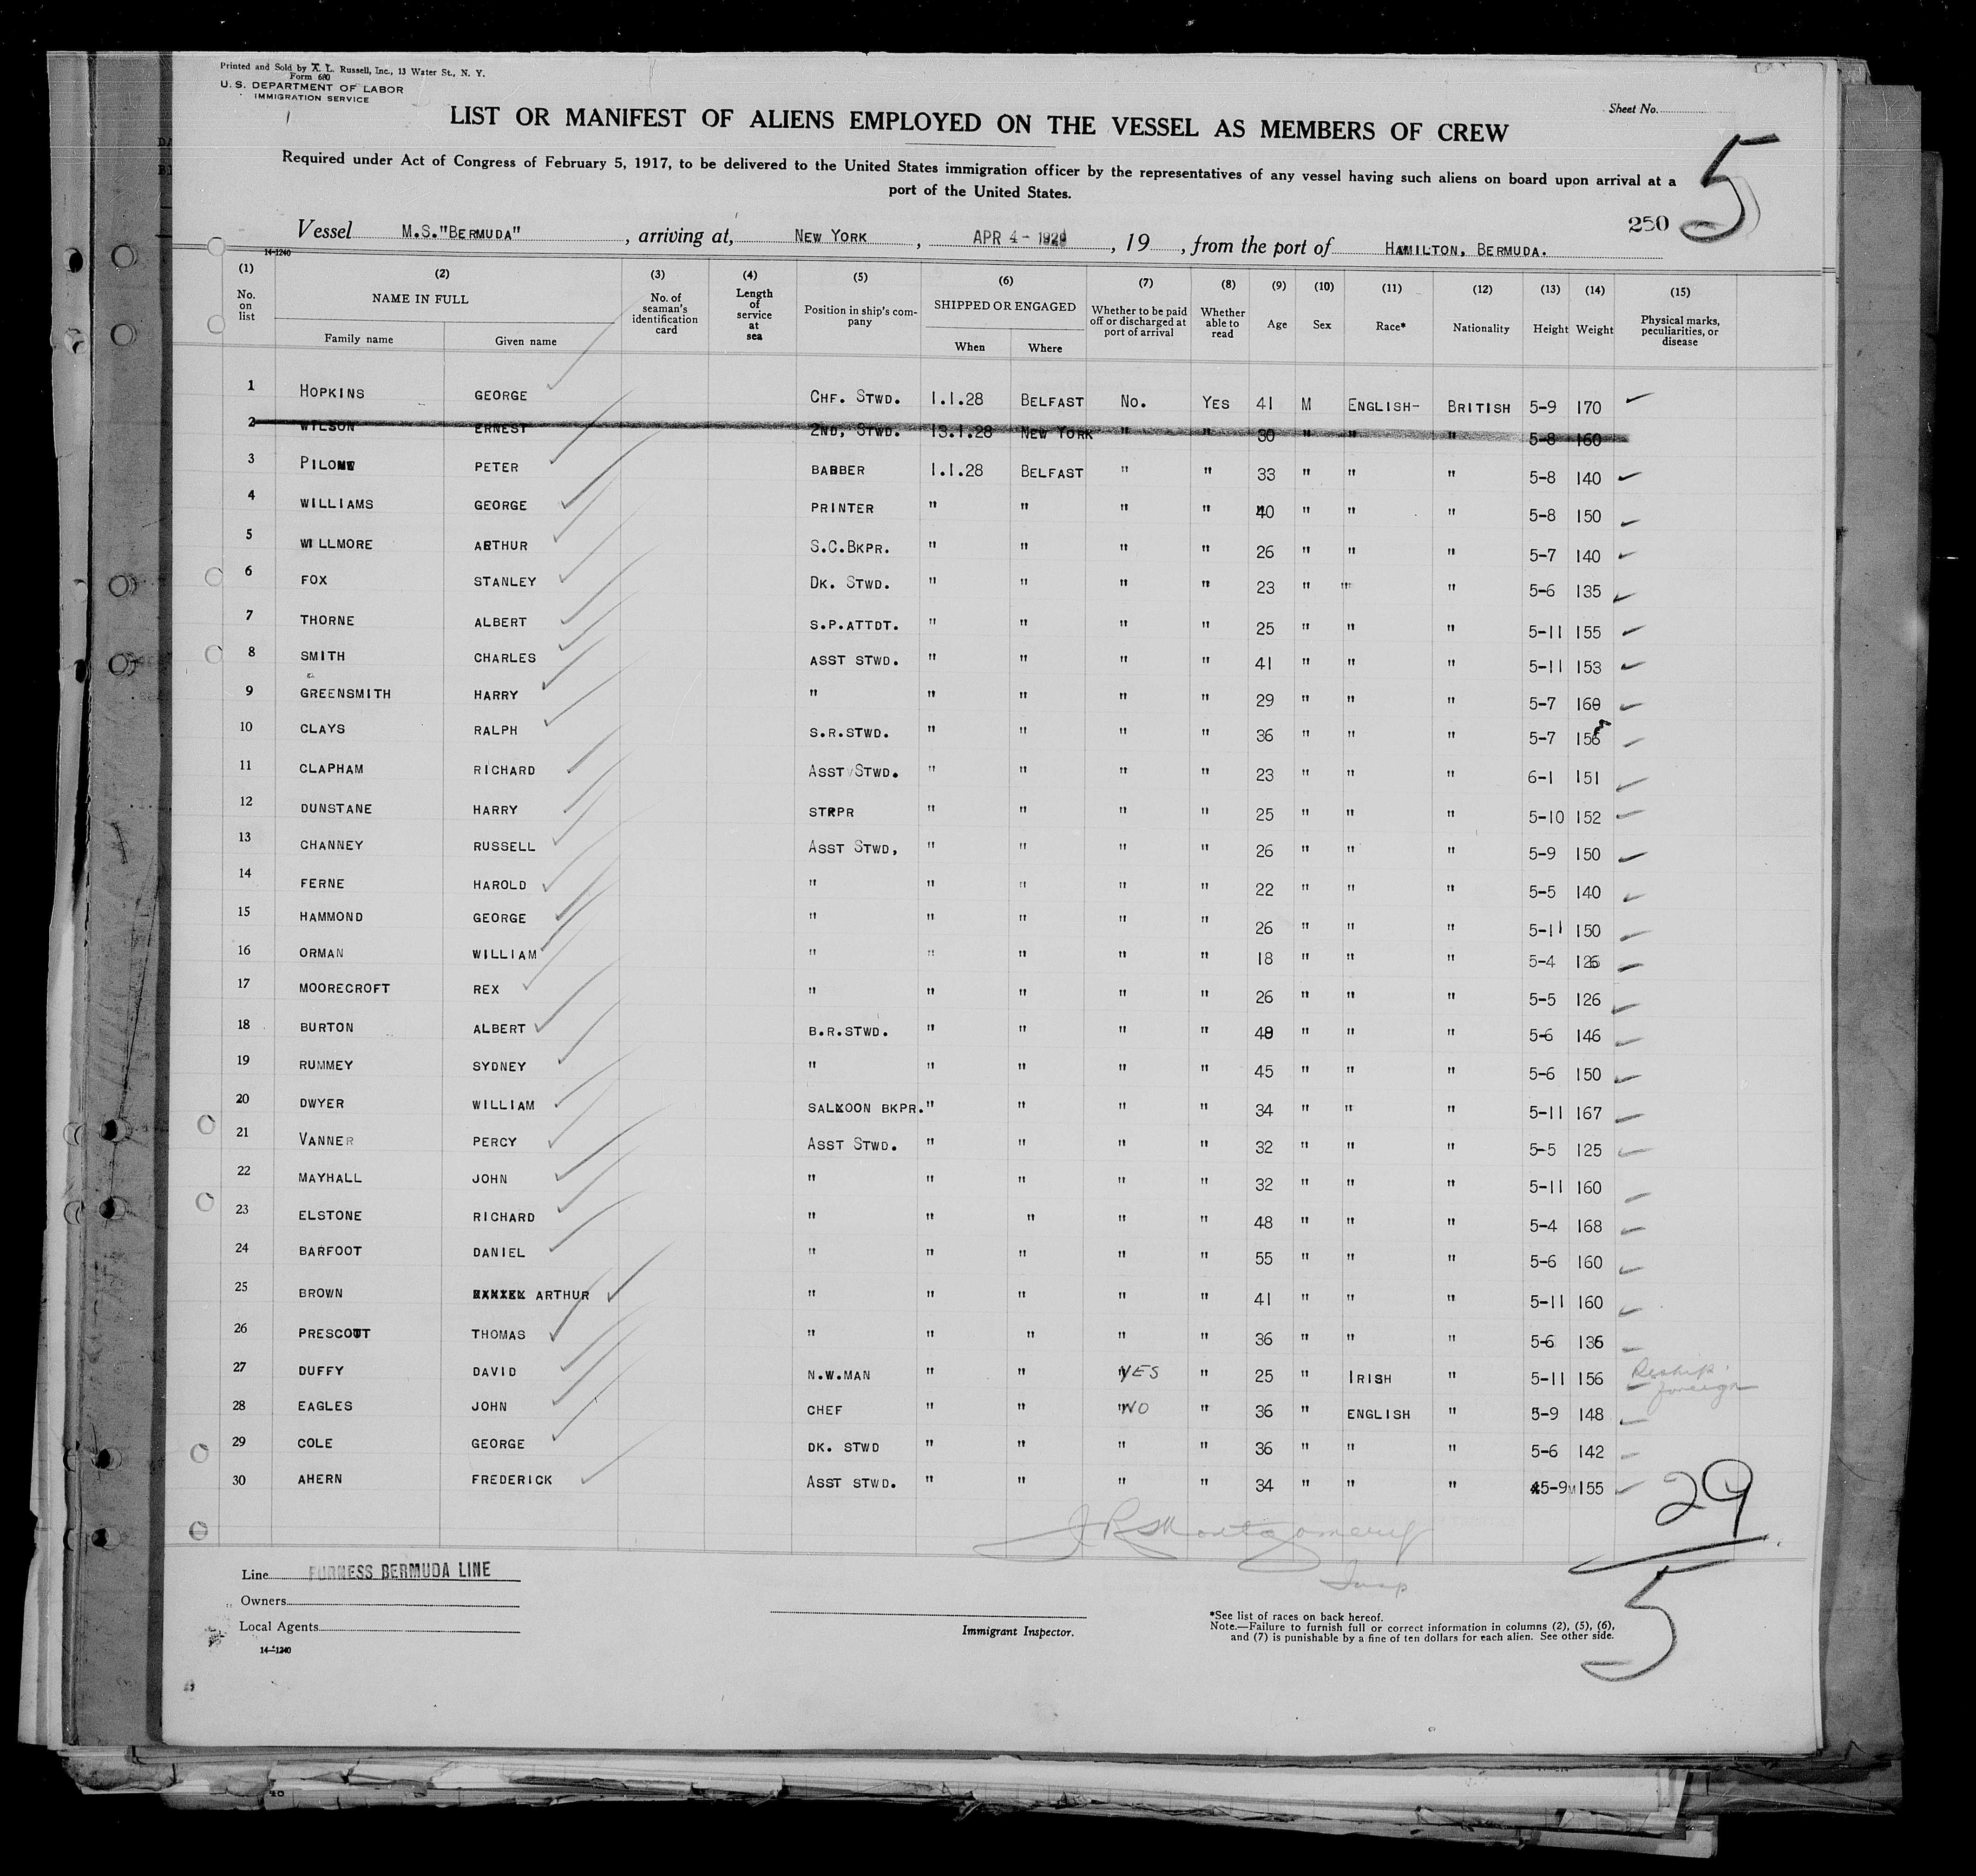 Printed and Sold by A. L. Russell, Inc., 13 Water St., N. Y.
Form 680
U. S. DEPARTMENT OF LABOR
IMMIGRATION SERVICE
Sheet No.
LIST OR MANIFEST OF ALIENS EMPLOYED ON THE VESSEL AS MEMBERS OF CREW
5
Required under Act of Congress of February 5, 1917, to be delivered to the United States immigration officer by the representatives of any vessel having such aliens on board upon arrival at a
port of the United States.
250
Vessel M.S."BERMUDA" , arriving at, NEW YORK , APR 4 - , 19 , from the port of HAMILTON, BERMUDA.
14-1240
(1) (2) (3) (4) (5) (6) (7) (8) (9) (10) (11) (12) (13) (14) (15)
No. on list NAME IN FULL Family name Given name No. of seaman's identification card Length of service at sea Position in ship's company SHIPPED OR ENGAGED When Where Whether to be paid off or discharged at port of arrival Whether able to read Age Sex Race* Nationality Height Weight Physical marks, peculiarities, or disease
1 HOPKINS GEORGE CHF. STWD. 1.1.28 BELFAST No. YES 41 M ENGLISH- BRITISH 5-9 170
2 WILSON ERNEST 2ND, STWD. 13.1.28 NEW YORK " " 30 " " " 5-8 160
3 PETER BARBER 1.1.28 BELFAST " " 33 " " " 5-8 140
4 WILLIAMS GEORGE PRINTER " " " " 40 " " " 5-8 150
5 WILLMORE ARTHUR S.C.BKPR. " " " " 26 " " " 5-7 140
6 FOX STANLEY DK. STWD. " " " " 23 " " " 5-6 135
7 THORNE ALBERT S.P.ATTDT. " " " " 25 " " " 5-11 155
8 SMITH CHARLES ASST STWD. " " " " 41 " " " 5-11 153
9 GREENSMITH HARRY " " " " " 29 " " " 5-7 160
10 CLAYS RALPH S.R.STWD. " " " " 36 " " " 5-7
11 CLAPHAM RICHARD ASST STWD. " " " " 23 " " " 6-1 151
12 DUNSTANE HARRY STRPR " " " " 25 " " " 5-10 152
13 CHANNEY RUSSELL ASST STWD, " " " " 26 " " " 5-9 150
14 FERNE HAROLD " " " " " 22 " " " 5-5 140
15 HAMMOND GEORGE " " " " " 26 " " " 5-11 150
16 ORMAN WILLIAM " " " " " 18 " " " 5-4
17 MOORECROFT REX " " " " " 26 " " " 5-5 126
18 BURTON ALBERT B.R.STWD. " " " " 48 " " " 5-6 146
19 RUMMEY SYDNEY " " " " " 45 " " " 5-6 150
20 DWYER WILLIAM SALOON BKPR. " " " " 34 " " " 5-11 167
21 VANNER PERCY ASST STWD. " " " " 32 " " " 5-5 125
22 MAYHALL JOHN " " " " " 32 " " " 5-11 160
23 ELSTONE RICHARD " " " " " 48 " " " 5-4 168
24 BARFOOT DANIEL " " " " " 55 " " " 5-6 160
25 BROWN ARTHUR " " " " " 41 " " " 5-11 160
26 PRESCOTT THOMAS " " " " " 36 " " " 5-6 136
27 DUFFY DAVID N.W.MAN " " YES " 25 " IRISH " 5-11 156 Reship foreign
28 EAGLES JOHN CHEF " " NO " 36 " ENGLISH " 5-9 148
29 COLE GEORGE DK. STWD " " " " 36 " " " 5-6 142
30 AHERN FREDERICK ASST STWD. " " " " 34 " " " 5-9 155
29
5
J R Montgomery
Insp
Line FURNESS BERMUDA LINE
Owners
Local Agents
14-1240
Immigrant Inspector.
*See list of races on back hereof.
Note.—Failure to furnish full or correct information in columns (2), (5), (6),
and (7) is punishable by a fine of ten dollars for each alien. See other side.